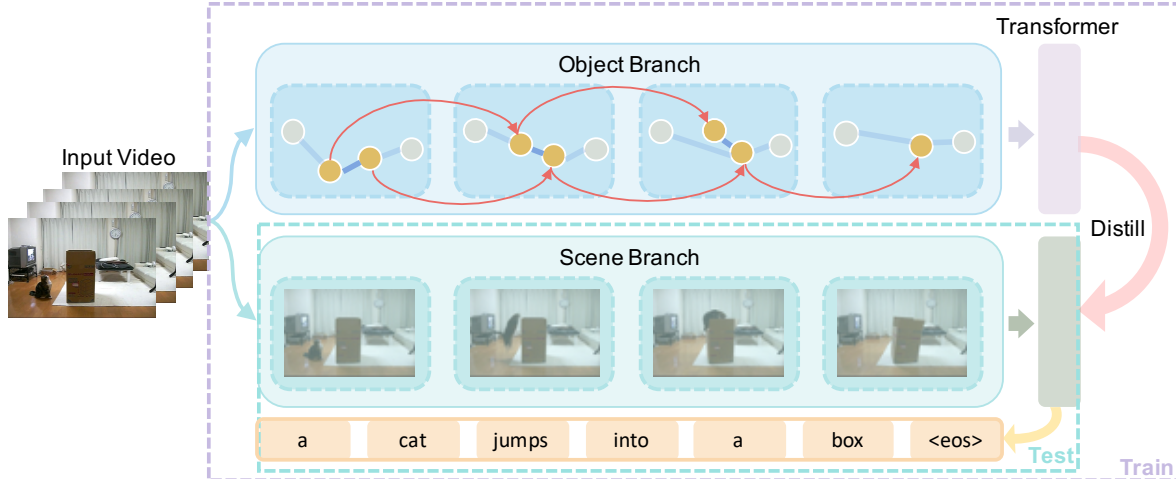 Transformer
Object Branch
Input Video
Distill
Scene Branch
a cat jumps into a box <eos>
Test
Train